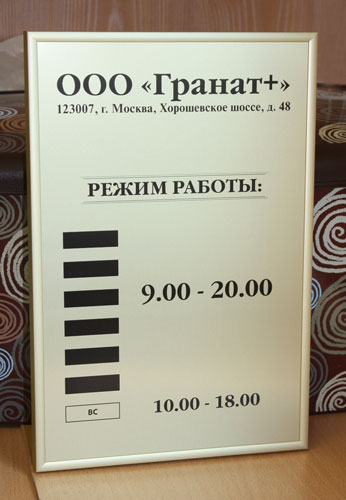 ООО «Гранат+»
123007, г. Москва, Хорошевское шоссе, д. 48
РЕЖИМ РАБОТЫ:
9.00 - 20.00
ВС
10.00 - 18.00